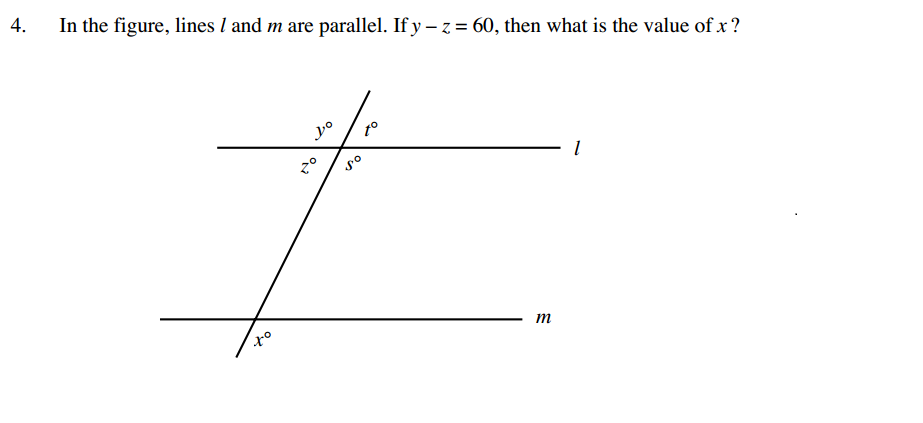 4. In the figure, lines l and m are parallel. If y – z = 60, then what is the value of x ?
y° t°
l
z° s°
m
x°